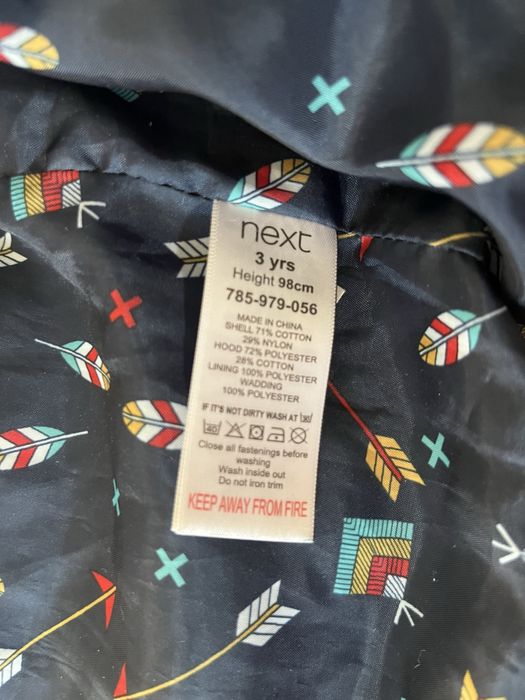 next
3 yrs
Height 98cm
785-979-056
MADE IN CHINA
SHELL 71% COTTON
29% NYLON
HOOD 72% POLYESTER
28% COTTON
LINING 100% POLYESTER
WADDING
100% POLYESTER
IF IT'S NOT DIRTY WASH AT 30
40
Close all fastenings before
washing
Wash inside out
Do not iron trim
KEEP AWAY FROM FIRE